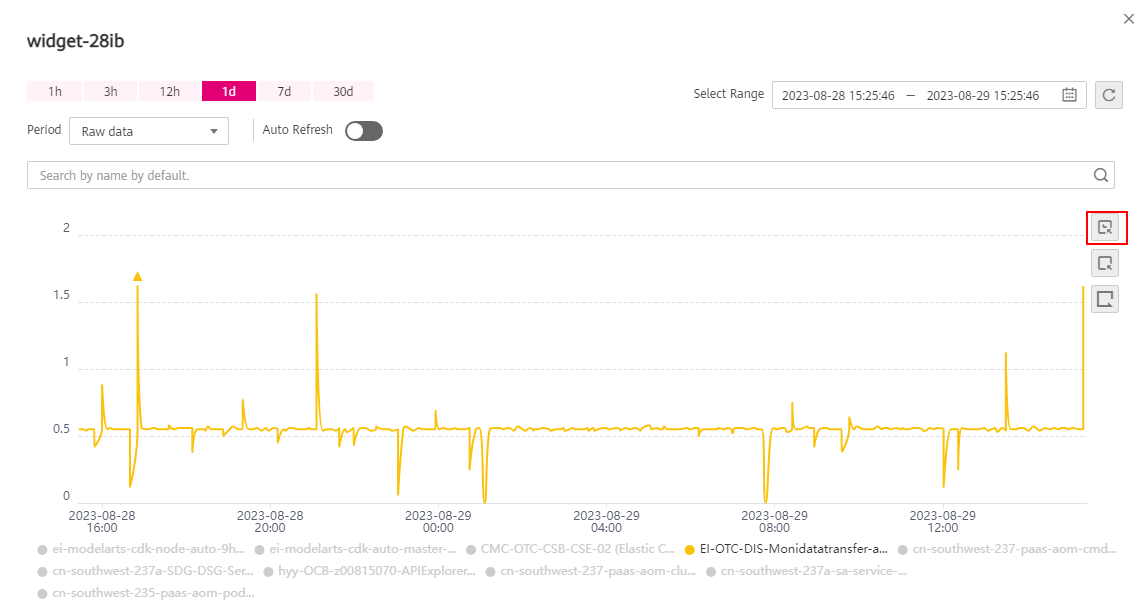 widget-28ib
1h 3h 12h 1d 7d 30d
Select Range 2023-08-28 15:25:46 — 2023-08-29 15:25:46
Period Raw data Auto Refresh
Search by name by default.
2
1.5
1
0.5
0
2023-08-28 2023-08-28 2023-08-29 2023-08-29 2023-08-29 2023-08-29
16:00 20:00 00:00 04:00 08:00 12:00
ei-modelarts-cdk-node-auto-9h... ei-modelarts-cdk-auto-master-... CMC-OTC-CSB-CSE-02 (Elastic C... EI-OTC-DIS-Monidatatransfer-a... cn-southwest-237-paas-aom-cmd...
cn-southwest-237a-SDG-DSG-Ser... hyy-OCB-z00815070-APIExplorer... cn-southwest-237-paas-aom-clu... cn-southwest-237a-sa-service-...
cn-southwest-235-paas-aom-pod...